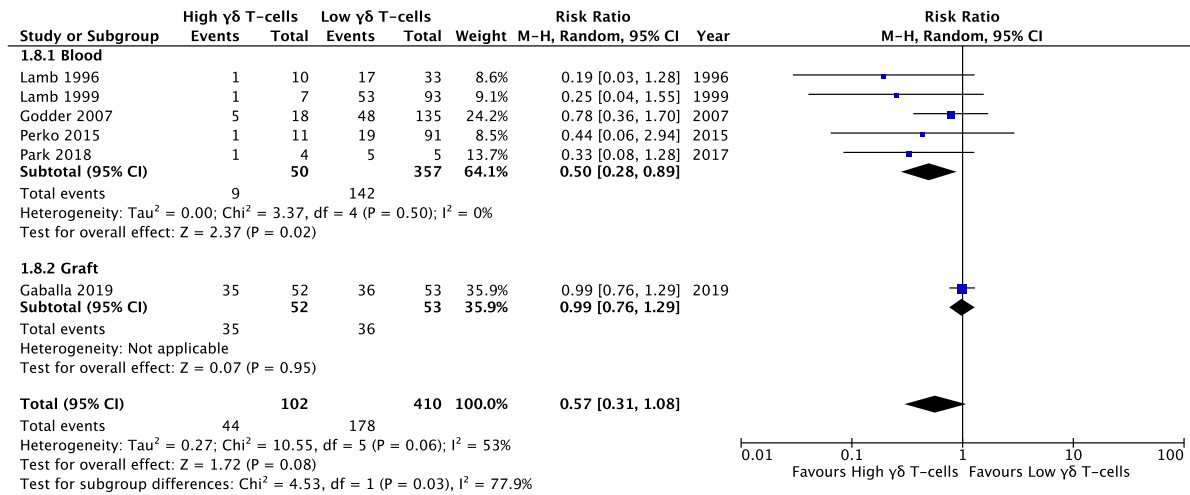 High γδ T-cells Low γδ T-cells Risk Ratio Risk Ratio
Study or Subgroup Events Total Events Total Weight M-H, Random, 95% CI Year M-H, Random, 95% CI
1.8.1 Blood
Lamb 1996 1 10 17 33 8.6% 0.19 [0.03, 1.28] 1996
Lamb 1999 1 7 53 93 9.1% 0.25 [0.04, 1.55] 1999
Godder 2007 5 18 48 135 24.2% 0.78 [0.36, 1.70] 2007
Perko 2015 1 11 19 91 8.5% 0.44 [0.06, 2.94] 2015
Park 2018 1 4 5 5 13.7% 0.33 [0.08, 1.28] 2017
Subtotal (95% CI) 50 357 64.1% 0.50 [0.28, 0.89]
Total events 9 142
Heterogeneity: Tau² = 0.00; Chi² = 3.37, df = 4 (P = 0.50); I² = 0%
Test for overall effect: Z = 2.37 (P = 0.02)
1.8.2 Graft
Gaballa 2019 35 52 36 53 35.9% 0.99 [0.76, 1.29] 2019
Subtotal (95% CI) 52 53 35.9% 0.99 [0.76, 1.29]
Total events 35 36
Heterogeneity: Not applicable
Test for overall effect: Z = 0.07 (P = 0.95)
Total (95% CI) 102 410 100.0% 0.57 [0.31, 1.08]
Total events 44 178
Heterogeneity: Tau² = 0.27; Chi² = 10.55, df = 5 (P = 0.06); I² = 53%
Test for overall effect: Z = 1.72 (P = 0.08)
Test for subgroup differences: Chi² = 4.53, df = 1 (P = 0.03), I² = 77.9%
0.01 0.1 1 10 100
Favours High γδ T-cells Favours Low γδ T-cells